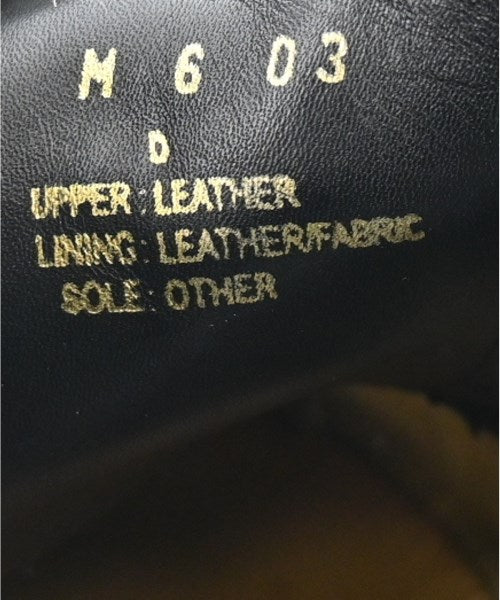 M 6 03
D
UPPER: LEATHER
LINING: LEATHER/FABRIC
SOLE: OTHER